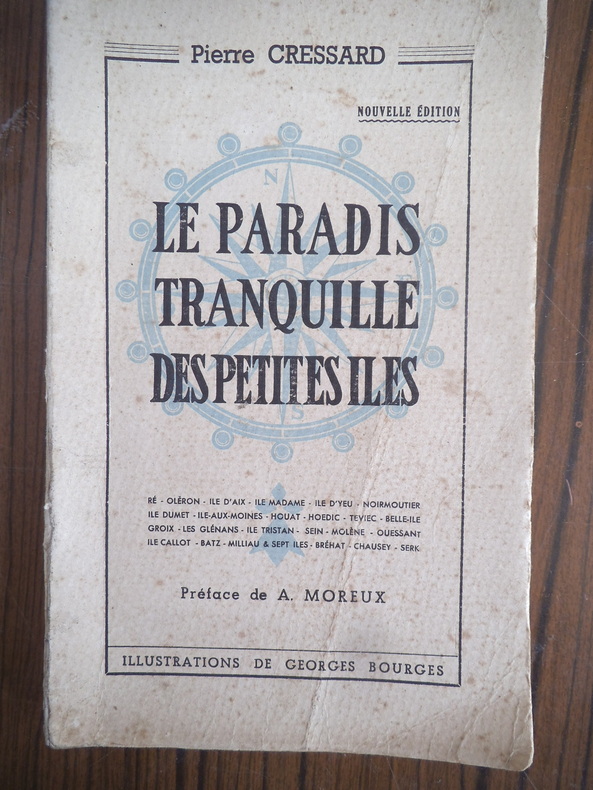 Pierre CRESSARD
NOUVELLE ÉDITION
N
E
LE PARADIS
TRANQUILLE
DES PETITES ILES
S
RÉ - OLÉRON - ILE D'AIX - ILE MADAME - ILE D'YEU - NOIRMOUTIER
ILE DUMET - ILE-AUX-MOINES - HOUAT - HOEDIC - TEVIEC - BELLE-ILE
GROIX - LES GLÉNANS - ILE TRISTAN - SEIN - MOLÈNE - OUESSANT
ILE CALLOT - BATZ - MILLIAU & SEPT ILES - BRÉHAT - CHAUSEY - SERK
Préface de A. MOREUX
ILLUSTRATIONS DE GEORGES BOURGES